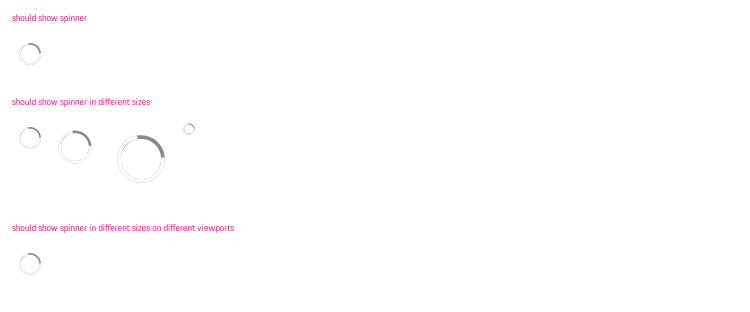 should show spinner
should show spinner in different sizes
should show spinner in different sizes on different viewports